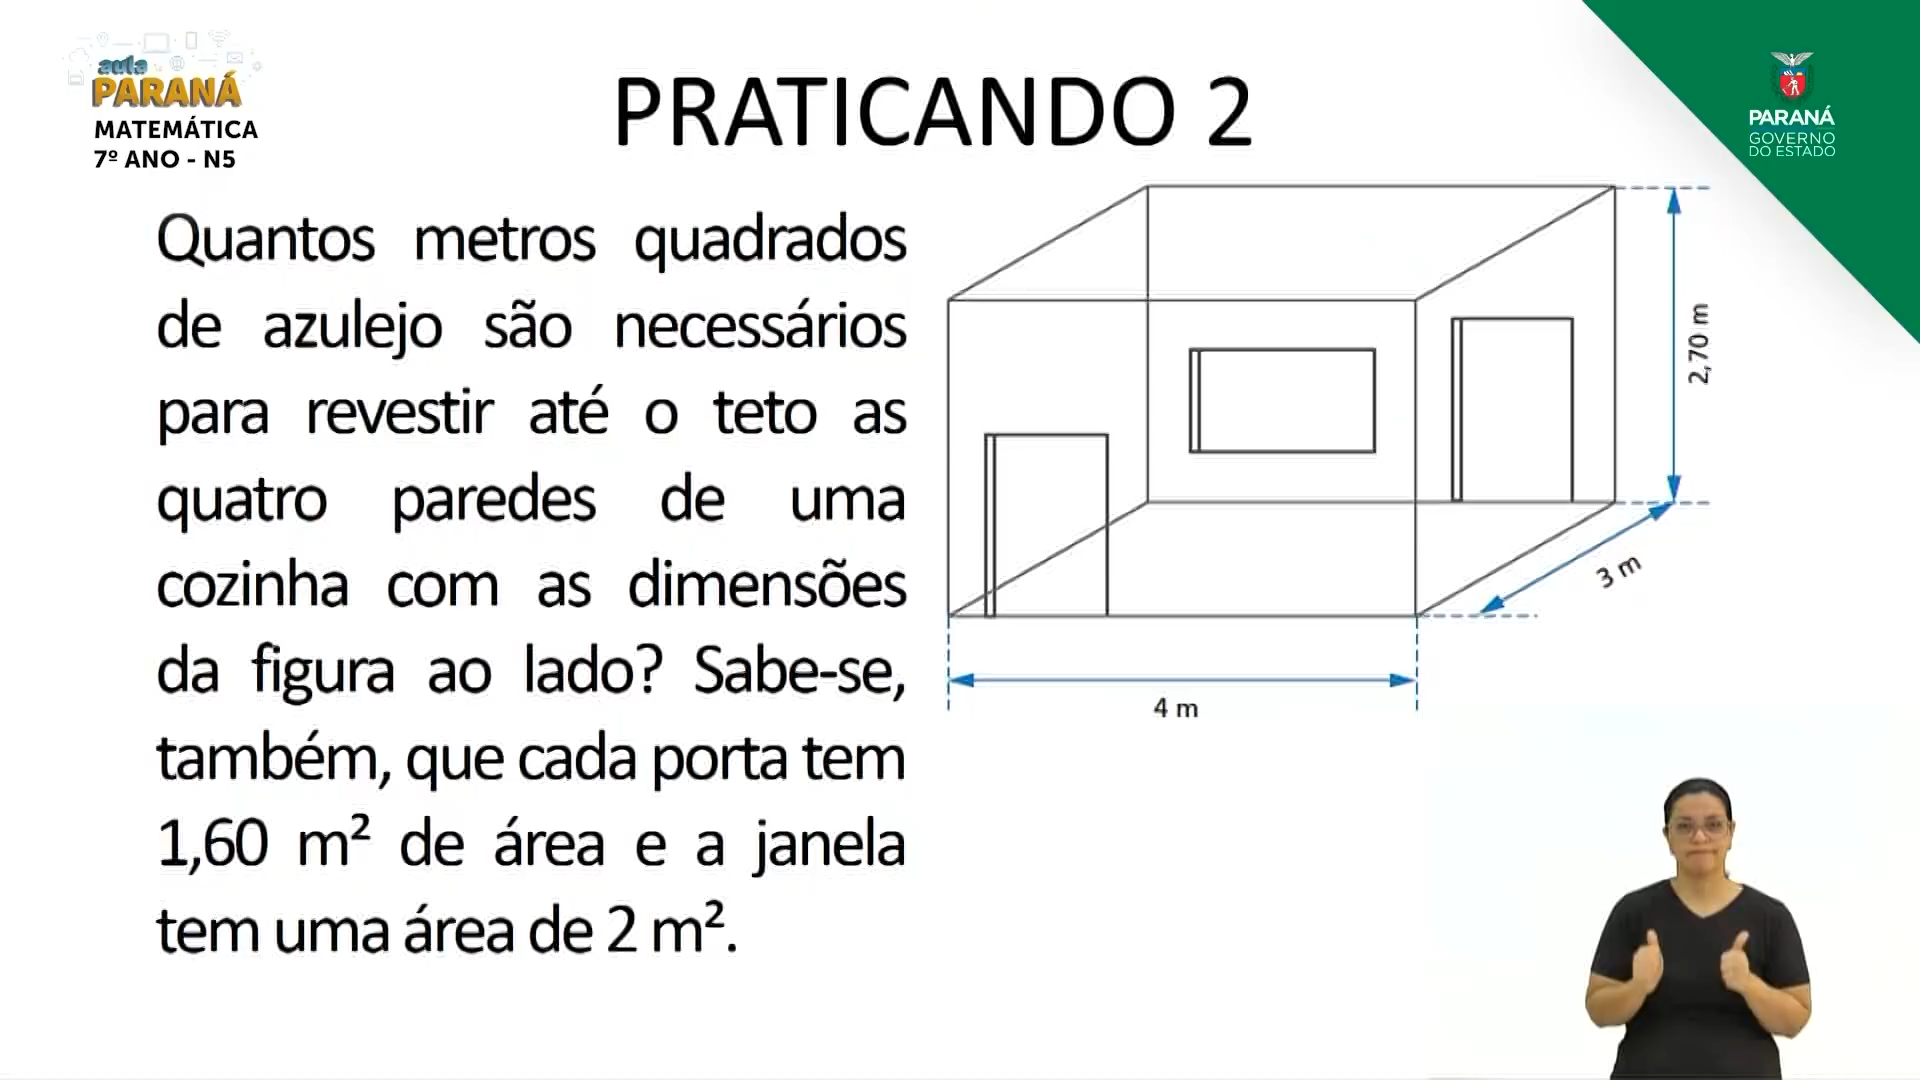 aula
PARANÁ
MATEMÁTICA
7º ANO - N5
PRATICANDO 2
PARANÁ
GOVERNO
DO ESTADO
Quantos metros quadrados
de azulejo são necessários
para revestir até o teto as
quatro paredes de uma
cozinha com as dimensões
da figura ao lado? Sabe-se,
também, que cada porta tem
1,60 m² de área e a janela
tem uma área de 2 m².
2,70 m
3 m
4 m